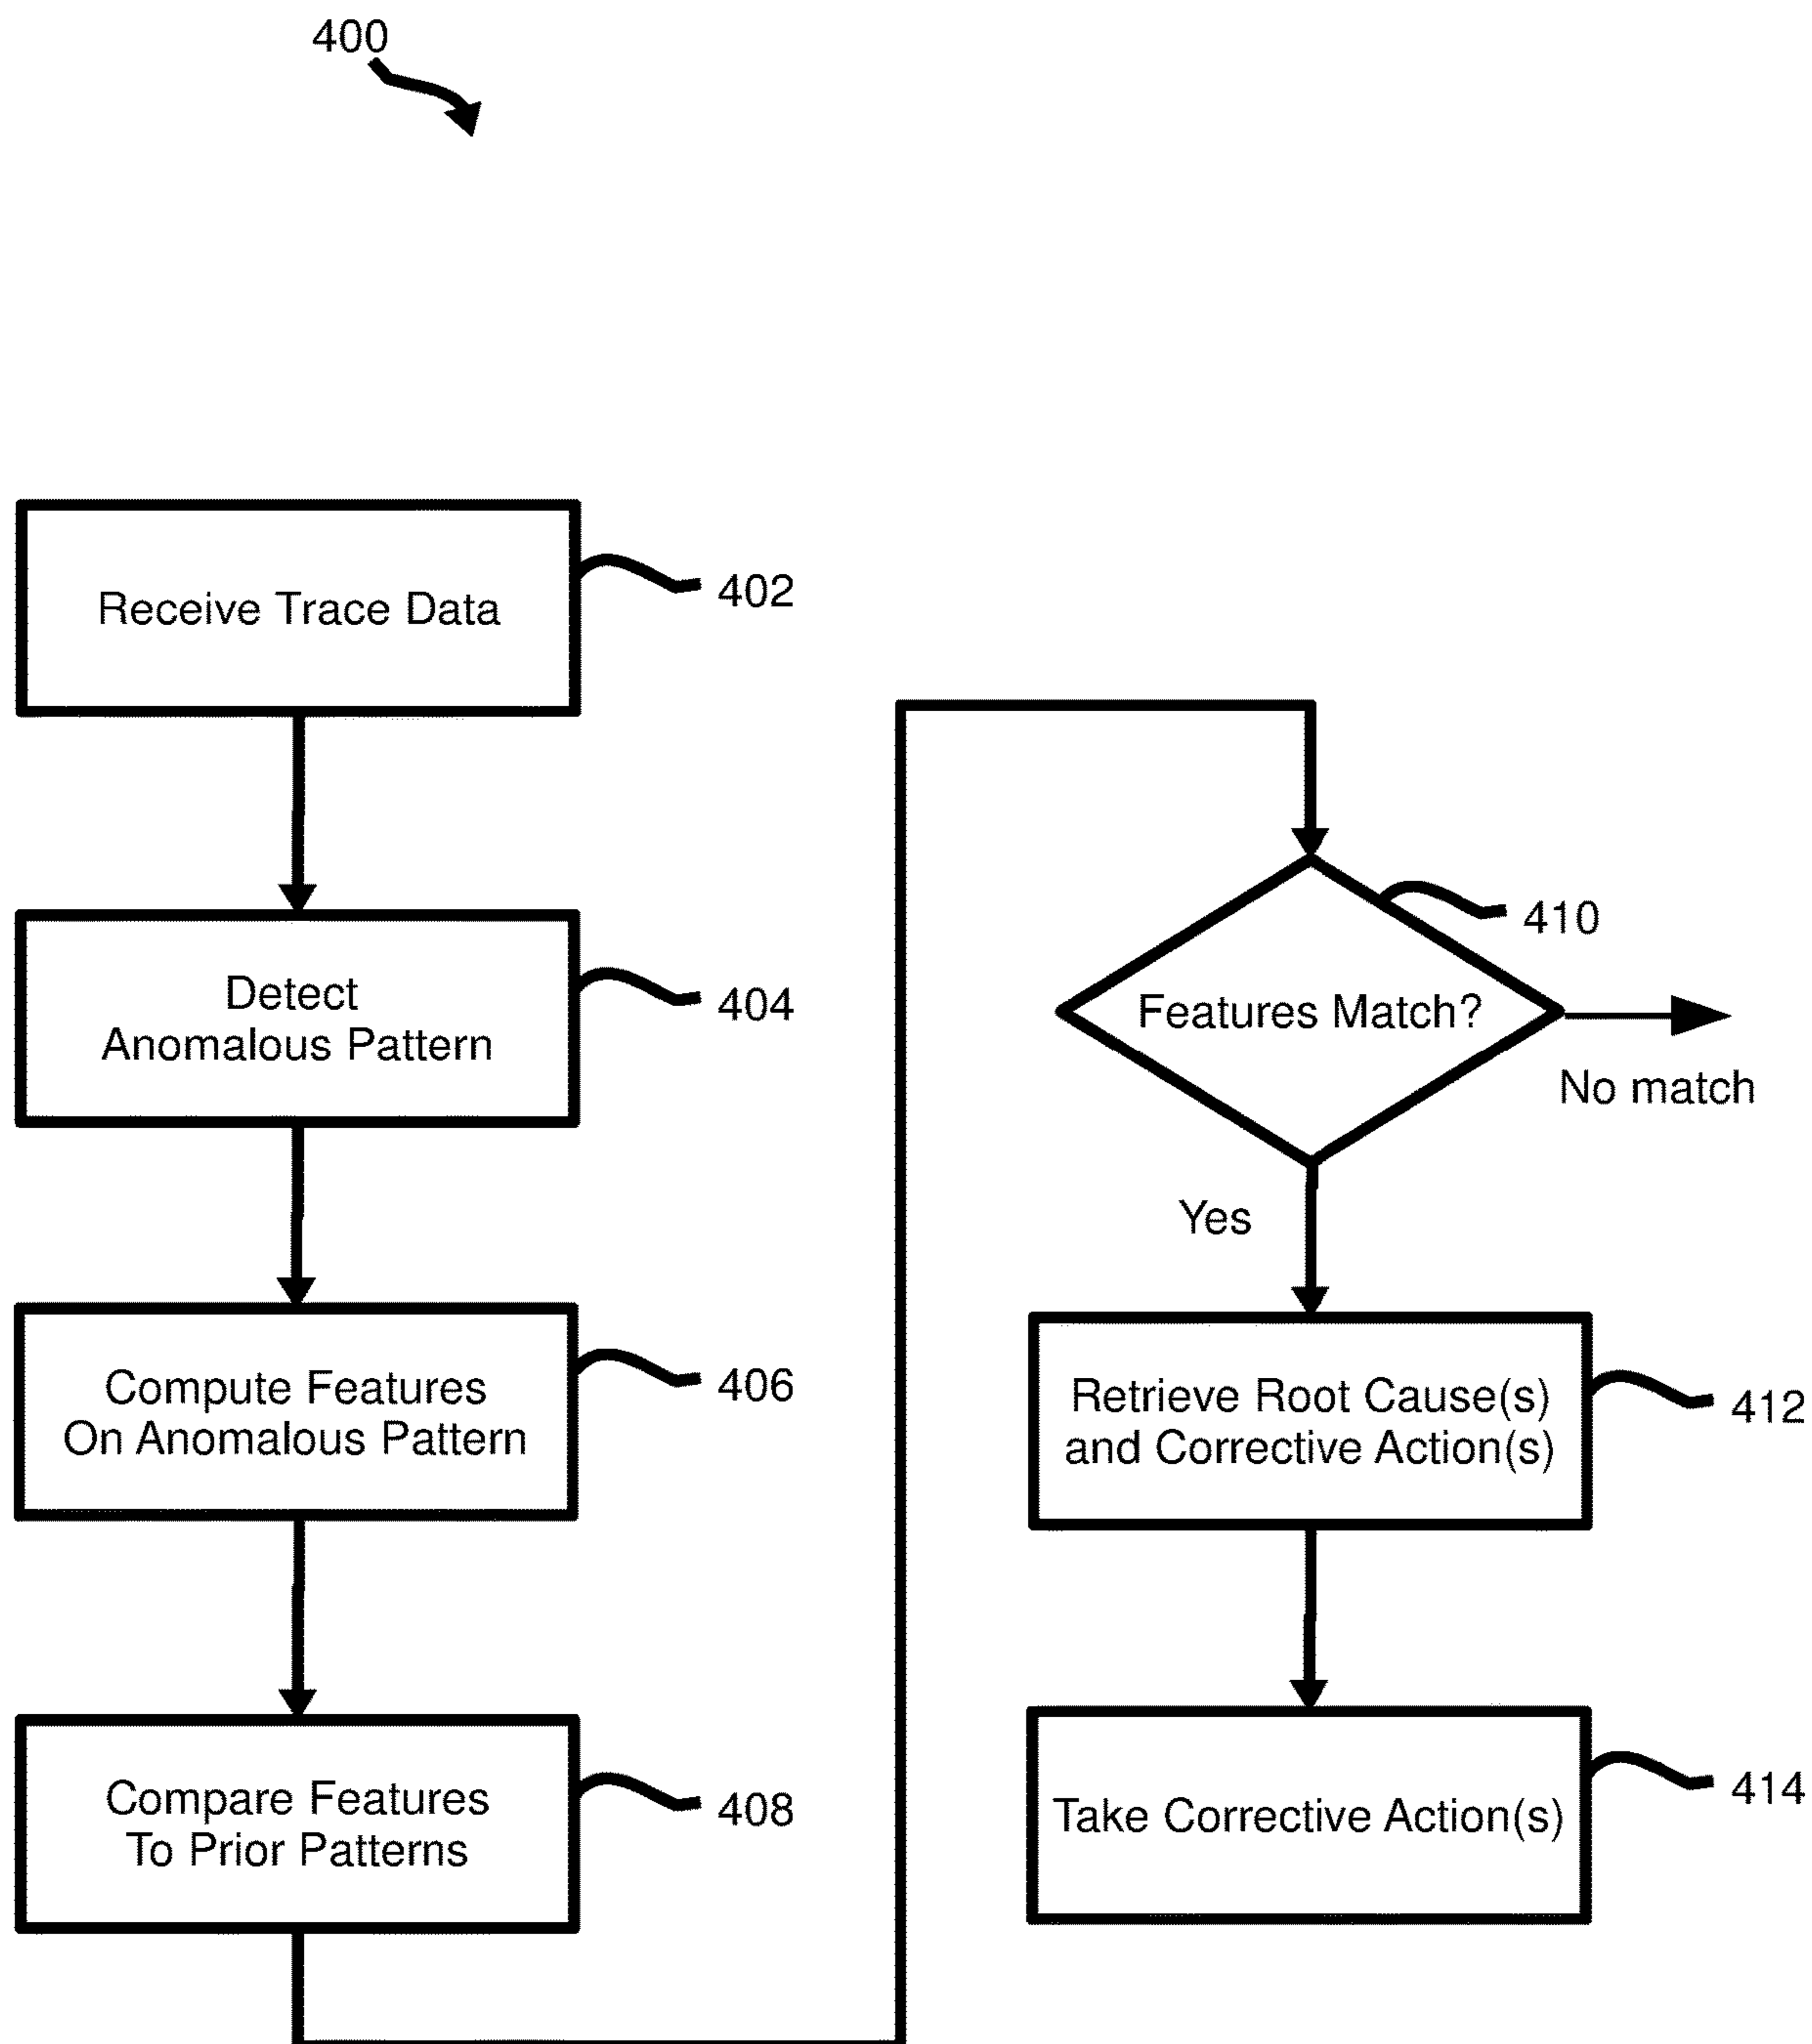 400
Receive Trace Data
402
Detect
Anomalous Pattern
404
Compute Features
On Anomalous Pattern
406
Compare Features
To Prior Patterns
408
410
Features Match?
No match
Yes
Retrieve Root Cause(s)
and Corrective Action(s)
412
Take Corrective Action(s)
414